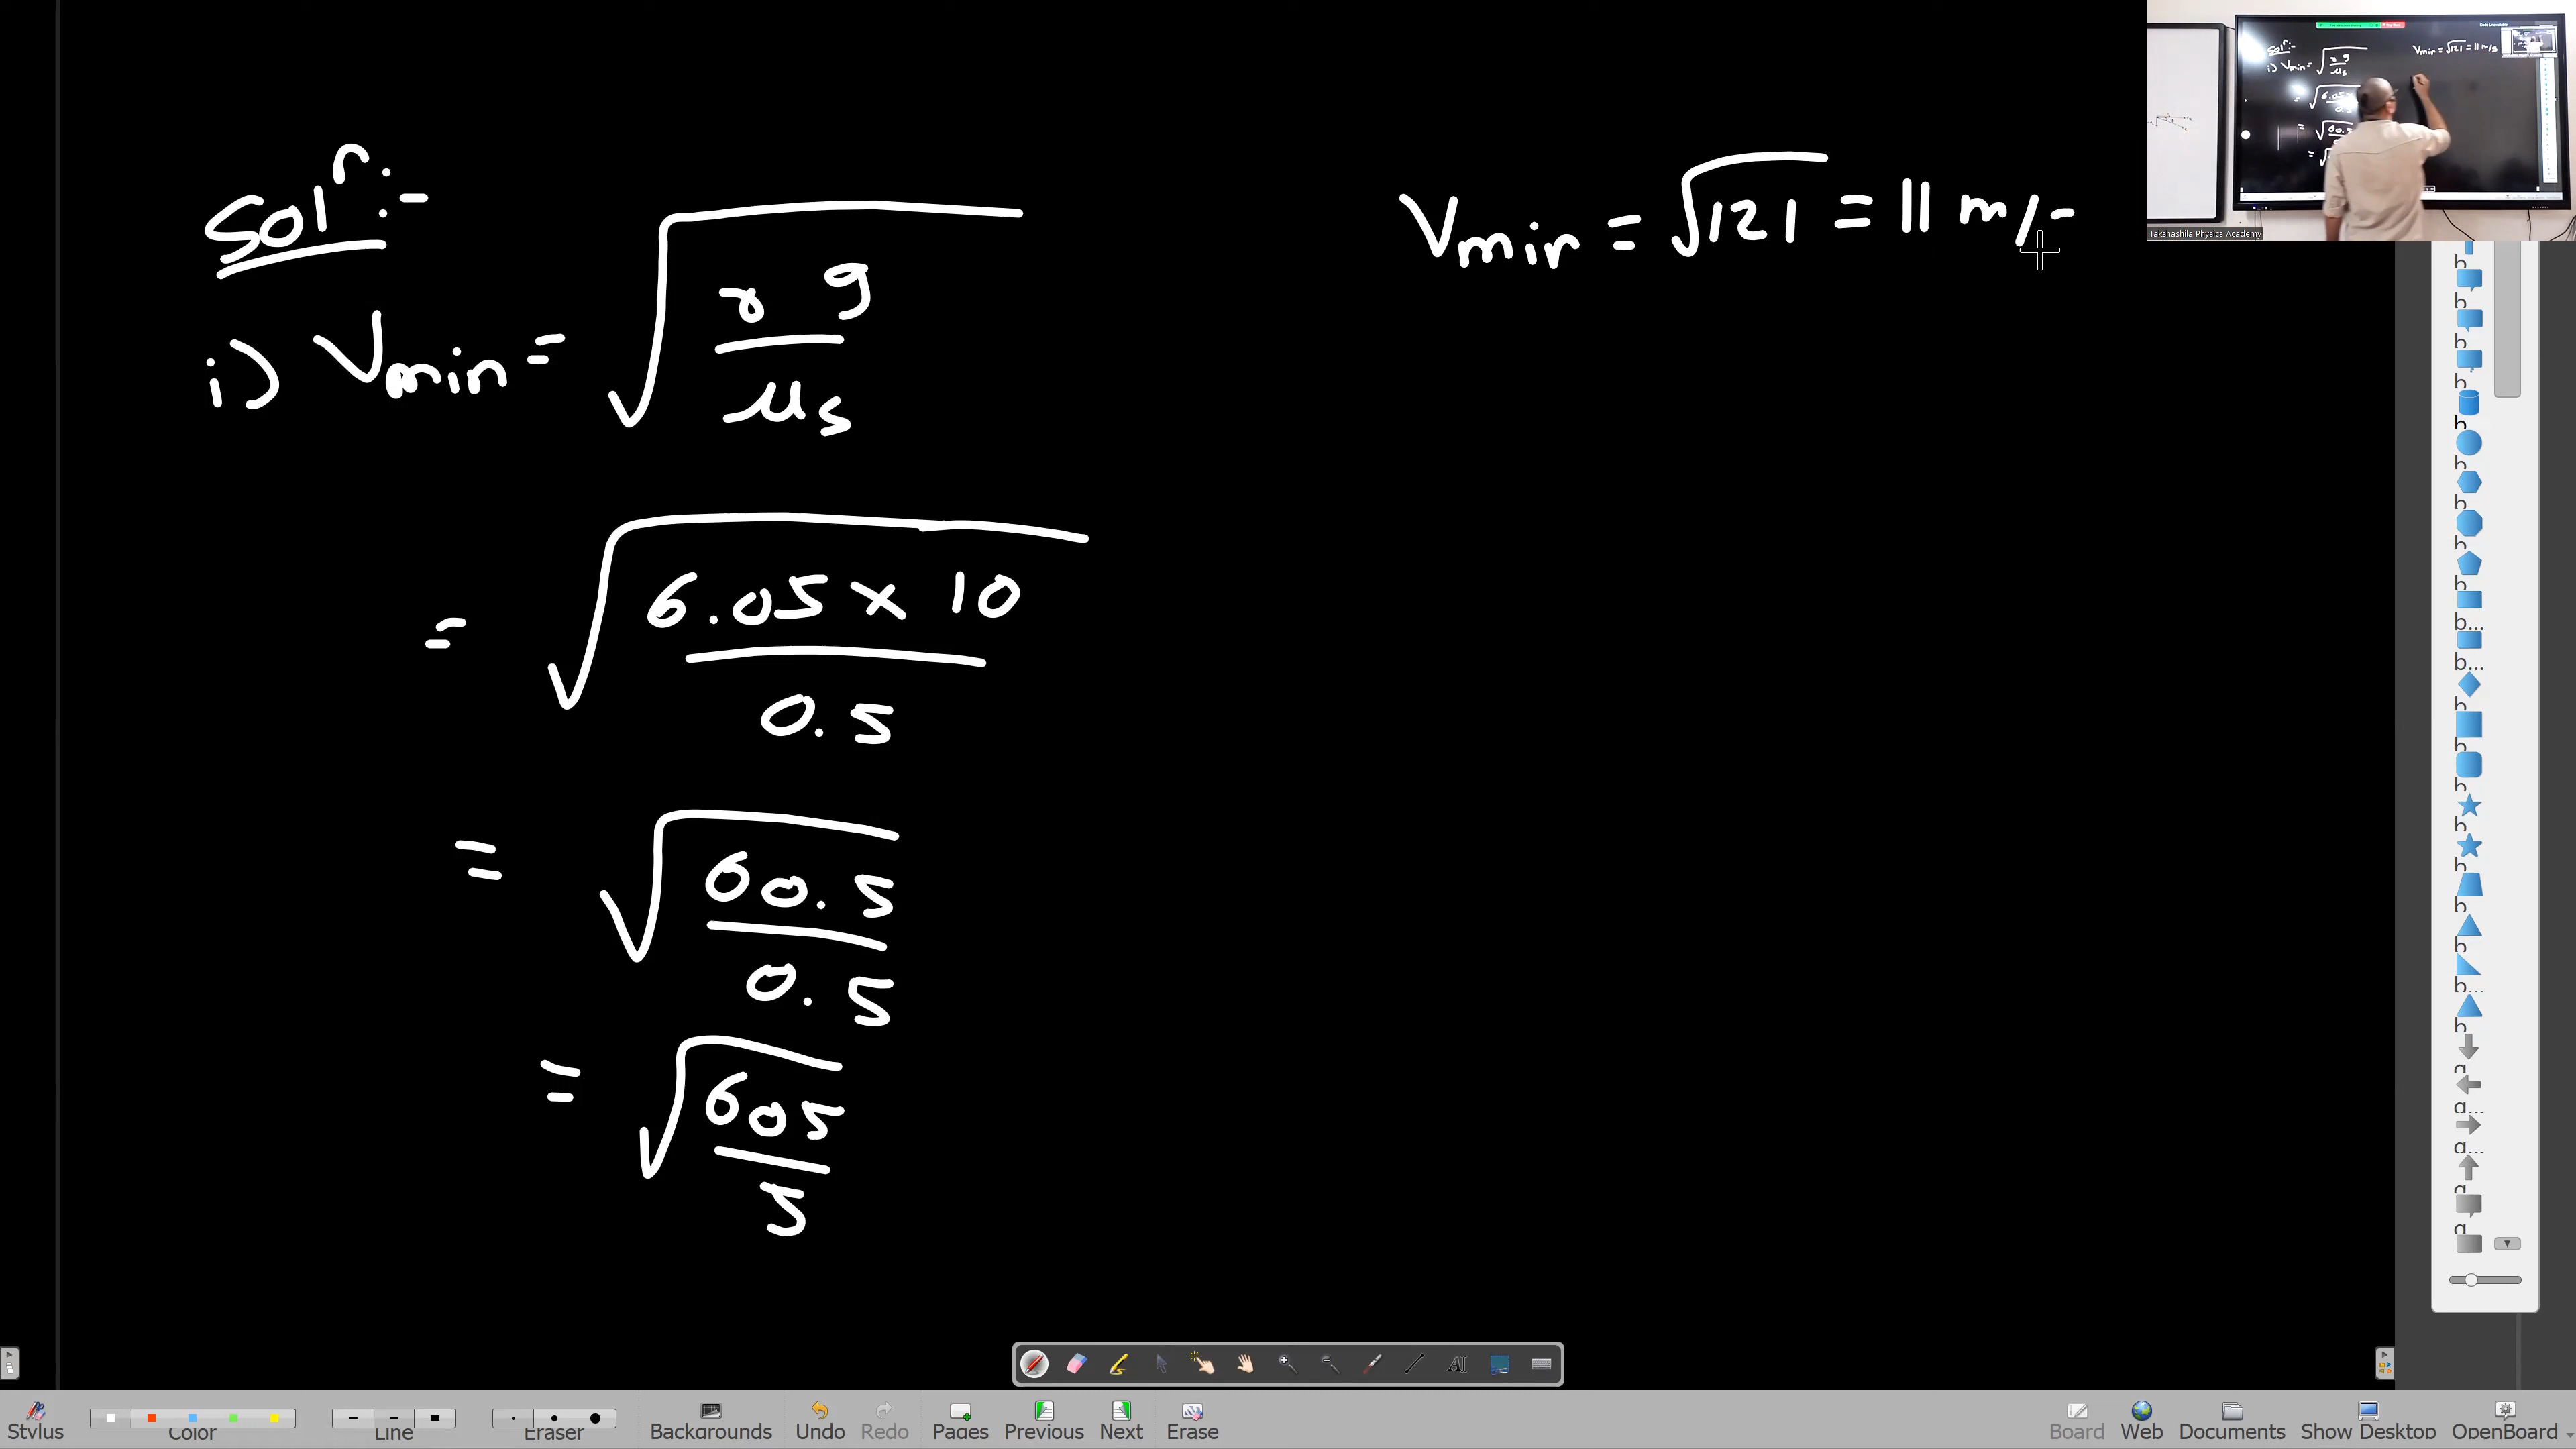 Solⁿ:-
i) Vmin = √(r g / μs)
= √(6.05 x 10 / 0.5)
= √(60.5 / 0.5)
= √(605 / 5)
Vmin = √121 = 11 m/-
Takshashila Physics Academy
b
b
b
b
b
b
b
b
b
b...
b...
b
b
b
b
b
b
b
b...
b
a
a...
a...
a
a
Stylus
Color
Line
Eraser
Backgrounds
Undo
Redo
Pages
Previous
Next
Erase
Board
Web
Documents
Show Desktop
OpenBoard